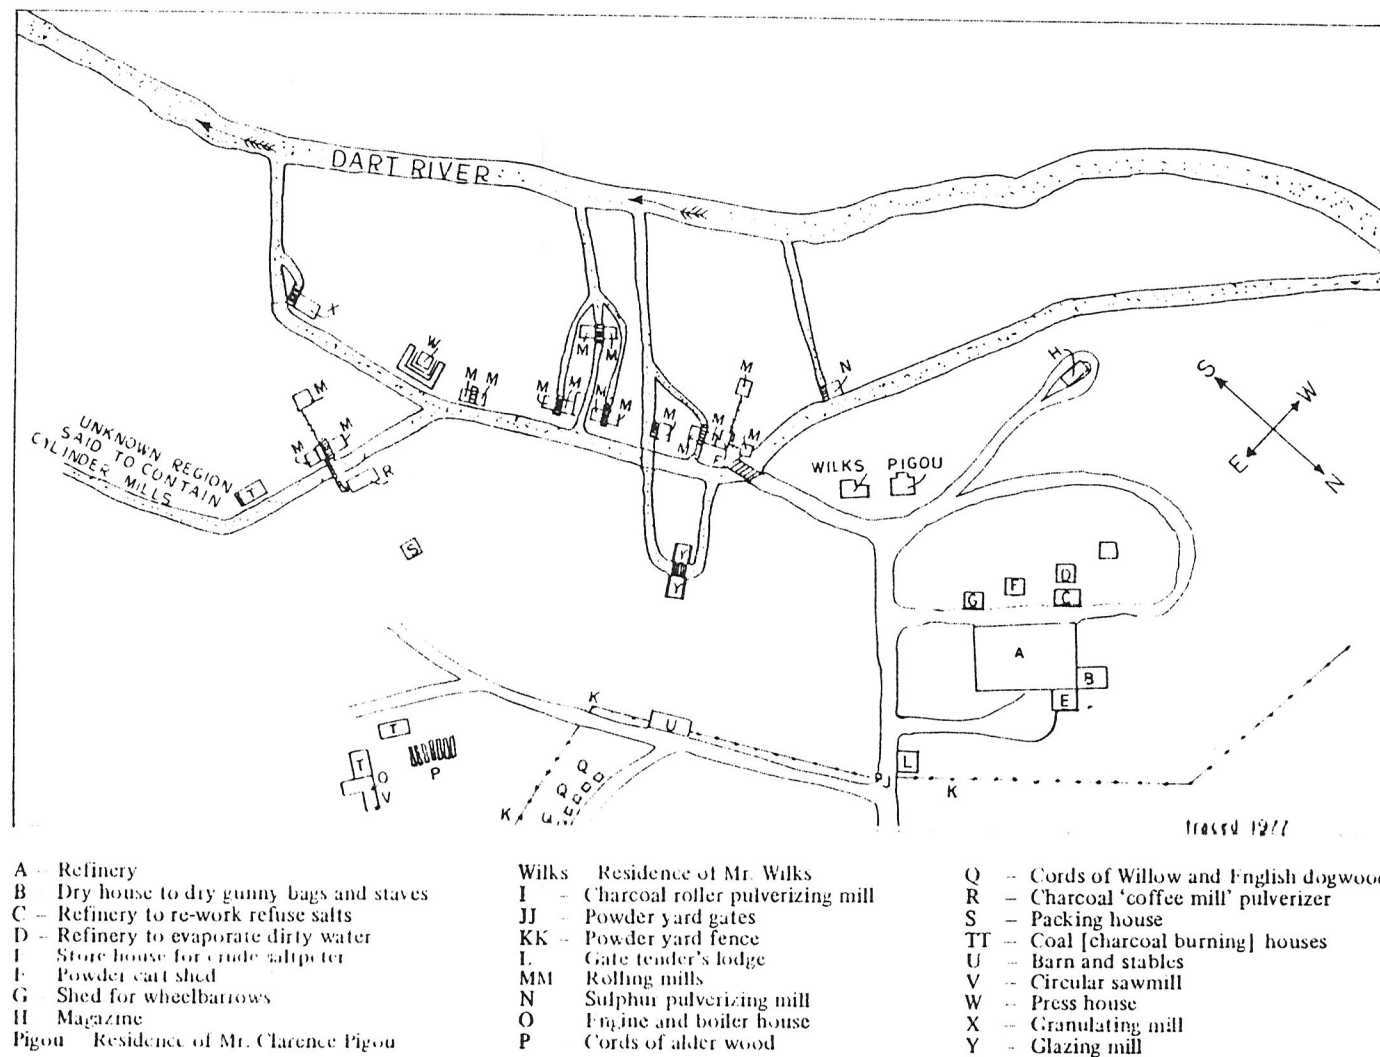 DART RIVER
X
W
M
M M
M M
M M
M M
M
N
H
S W
E N
M
M M
M M
M M
I
R
UNKNOWN REGION
SAID TO CONTAIN
CYLINDER MILLS
T
WILKS PIGOU
S
Y
Y
G F D
C
A
B
E
K
U
T
T
P
O
V
Q
Q
Q
K
J
L
K
traced 1977
A – Refinery
B Dry house to dry gunny bags and staves
C – Refinery to re-work refuse salts
D – Refinery to evaporate dirty water
E Store house for crude saltpeter
F Powder cart shed
G Shed for wheelbarrows
H Magazine
Pigou Residence of Mr. Clarence Pigou
Wilks Residence of Mr. Wilks
I – Charcoal roller pulverizing mill
JJ – Powder yard gates
KK – Powder yard fence
L Gate tender's lodge
MM Rolling mills
N Sulphur pulverizing mill
O Engine and boiler house
P Cords of alder wood
Q – Cords of Willow and English dogwood
R – Charcoal 'coffee mill' pulverizer
S – Packing house
TT – Coal [charcoal burning] houses
U – Barn and stables
V – Circular sawmill
W – Press house
X – Granulating mill
Y – Glazing mill